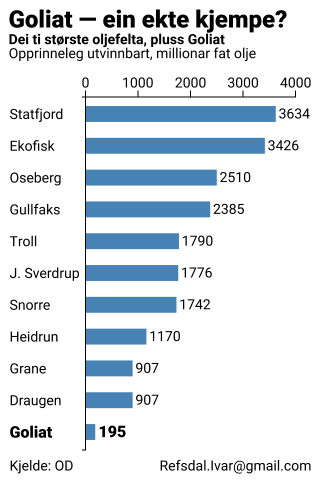 Goliat — ein ekte kjempe?
Dei ti største oljefelta, pluss Goliat
Opprinneleg utvinnbart, millionar fat olje
0 1000 2000 3000 4000
Statfjord 3634
Ekofisk 3426
Oseberg 2510
Gullfaks 2385
Troll 1790
J. Sverdrup 1776
Snorre 1742
Heidrun 1170
Grane 907
Draugen 907
Goliat 195
Kjelde: OD Refsdal.Ivar@gmail.com